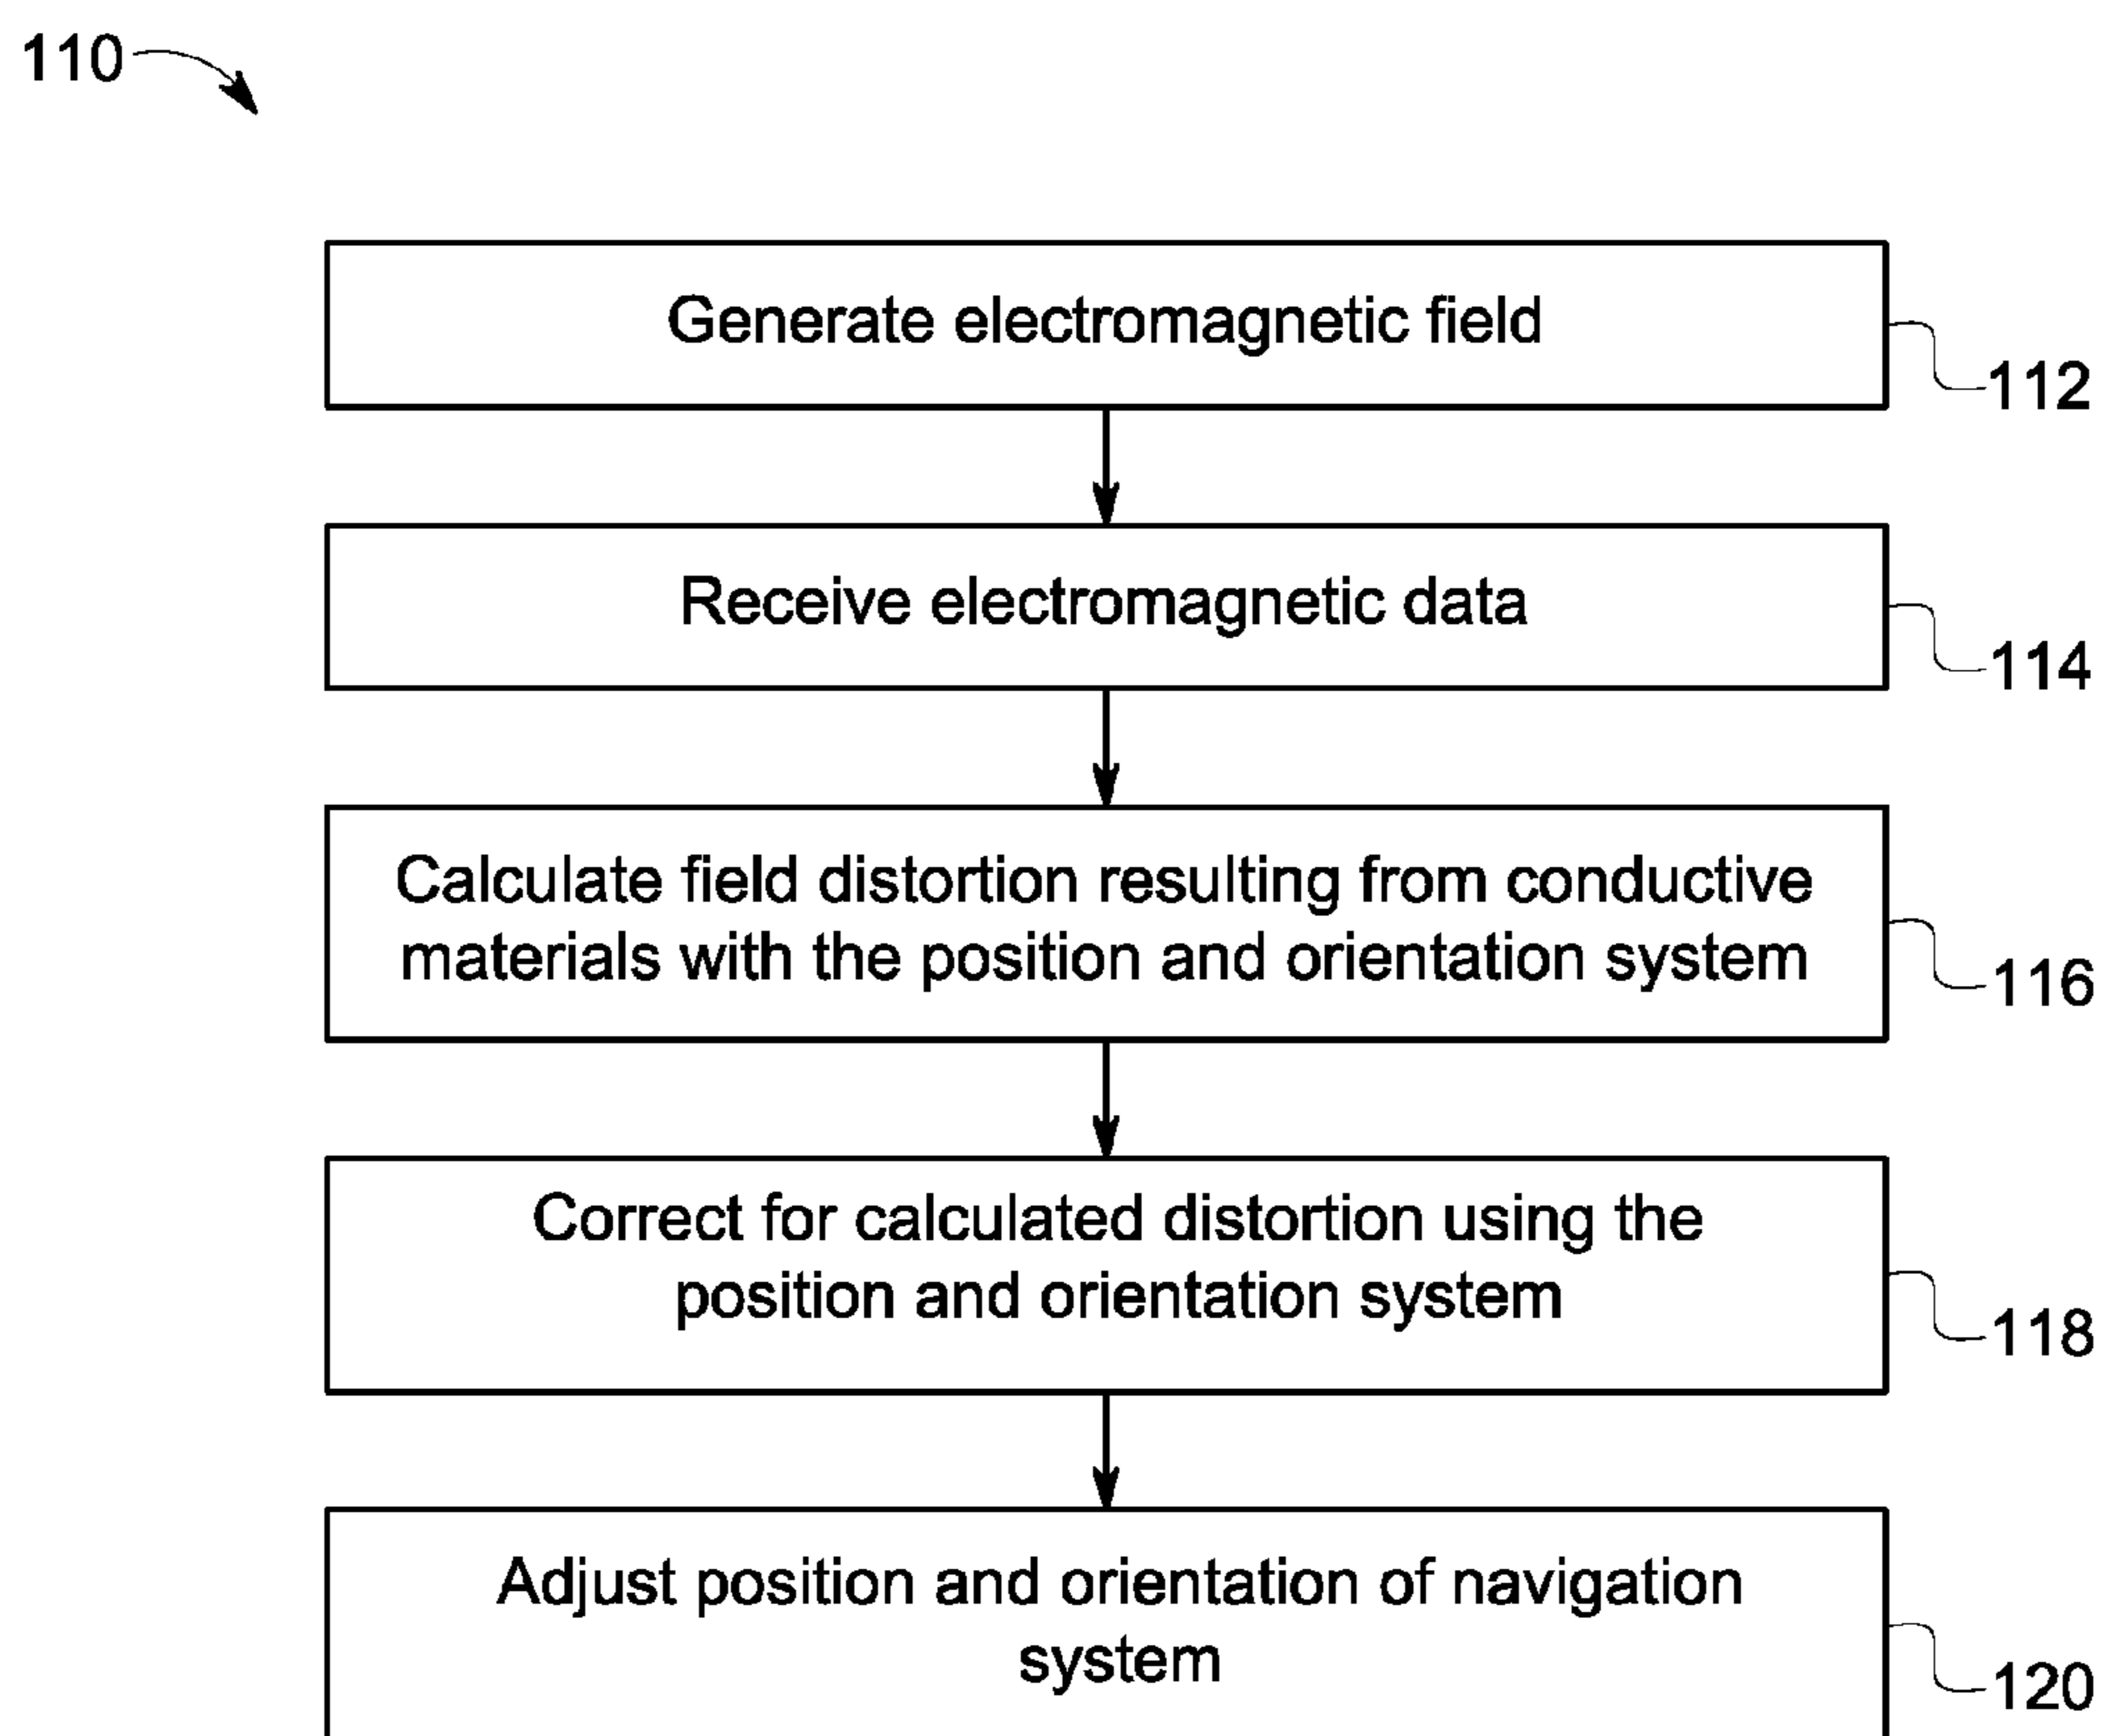 110
Generate electromagnetic field
112
Receive electromagnetic data
114
Calculate field distortion resulting from conductive
materials with the position and orientation system
116
Correct for calculated distortion using the
position and orientation system
118
Adjust position and orientation of navigation
system
120